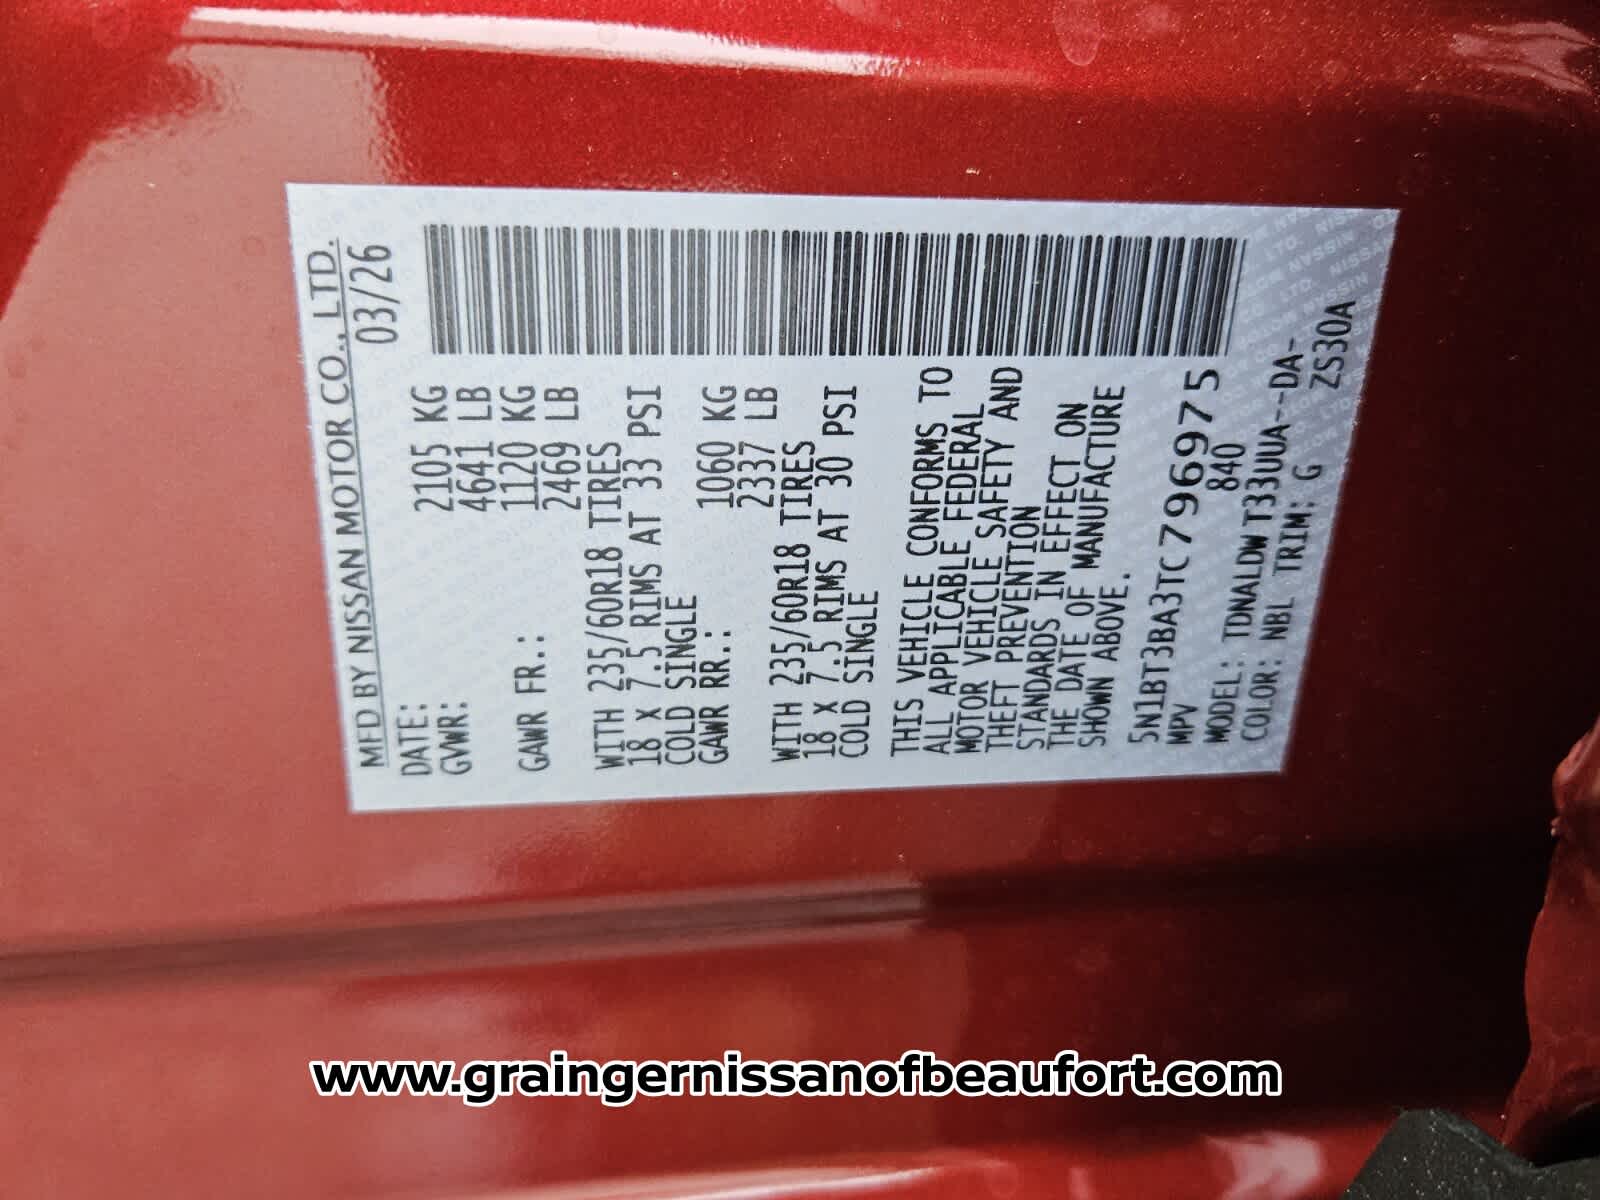 MFD BY NISSAN MOTOR CO., LTD.
DATE: 03/26
GVWR: 2105 KG
4641 LB
GAWR FR.: 1120 KG
2469 LB
WITH 235/60R18 TIRES
18 X 7.5 RIMS AT 33 PSI
COLD SINGLE
GAWR RR.: 1060 KG
2337 LB
WITH 235/60R18 TIRES
18 X 7.5 RIMS AT 30 PSI
COLD SINGLE
THIS VEHICLE CONFORMS TO
ALL APPLICABLE FEDERAL
MOTOR VEHICLE SAFETY AND
THEFT PREVENTION
STANDARDS IN EFFECT ON
THE DATE OF MANUFACTURE
SHOWN ABOVE.
5N1BT3BA3TC796975
MPV 840
MODEL: TDNALDWT33UUA--DA-
COLOR: NBL TRIM: G ZS30A
www.graingernissanofbeaufort.com